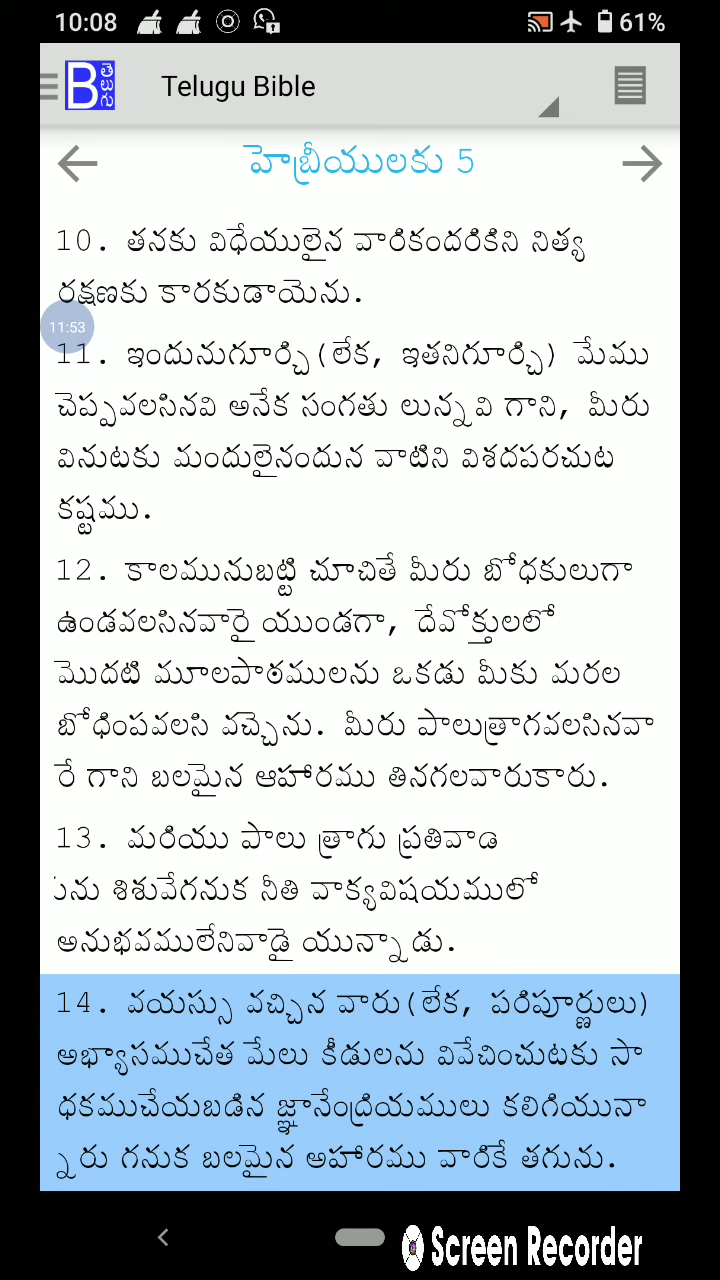 10:08
61%
B తెలుగు
Telugu Bible
హెబ్రీయులకు 5
10. తనకు విధేయులైన వారికందరికిని నిత్య
రక్షణకు కారకుడాయెను.
11:53
11. ఇందునుగూర్చి(లేక, ఇతనిగూర్చి) మేము
చెప్పవలసినవి అనేక సంగతు లున్నవి గాని, మీరు
వినుటకు మందులైనందున వాటిని విశదపరచుట
కష్టము.
12. కాలమునుబట్టి చూచితే మీరు బోధకులుగా
ఉండవలసినవారై యుండగా, దేవోక్తులలో
మొదటి మూలపాఠములను ఒకడు మీకు మరల
బోధింపవలసి వచ్చెను. మీరు పాలుత్రాగవలసినవా
రే గాని బలమైన ఆహారము తినగలవారుకారు.
13. మరియు పాలు త్రాగు ప్రతివాడ
ును శిశువేగనుక నీతి వాక్యవిషయములో
అనుభవములేనివాడై యున్నాడు.
14. వయస్సు వచ్చిన వారు(లేక, పరిపూర్ణులు)
అభ్యాసముచేత మేలు కీడులను వివేచించుటకు సా
ధకముచేయబడిన జ్ఞానేంద్రియములు కలిగియునా
్నరు గనుక బలమైన అహారము వారికే తగును.
Screen Recorder